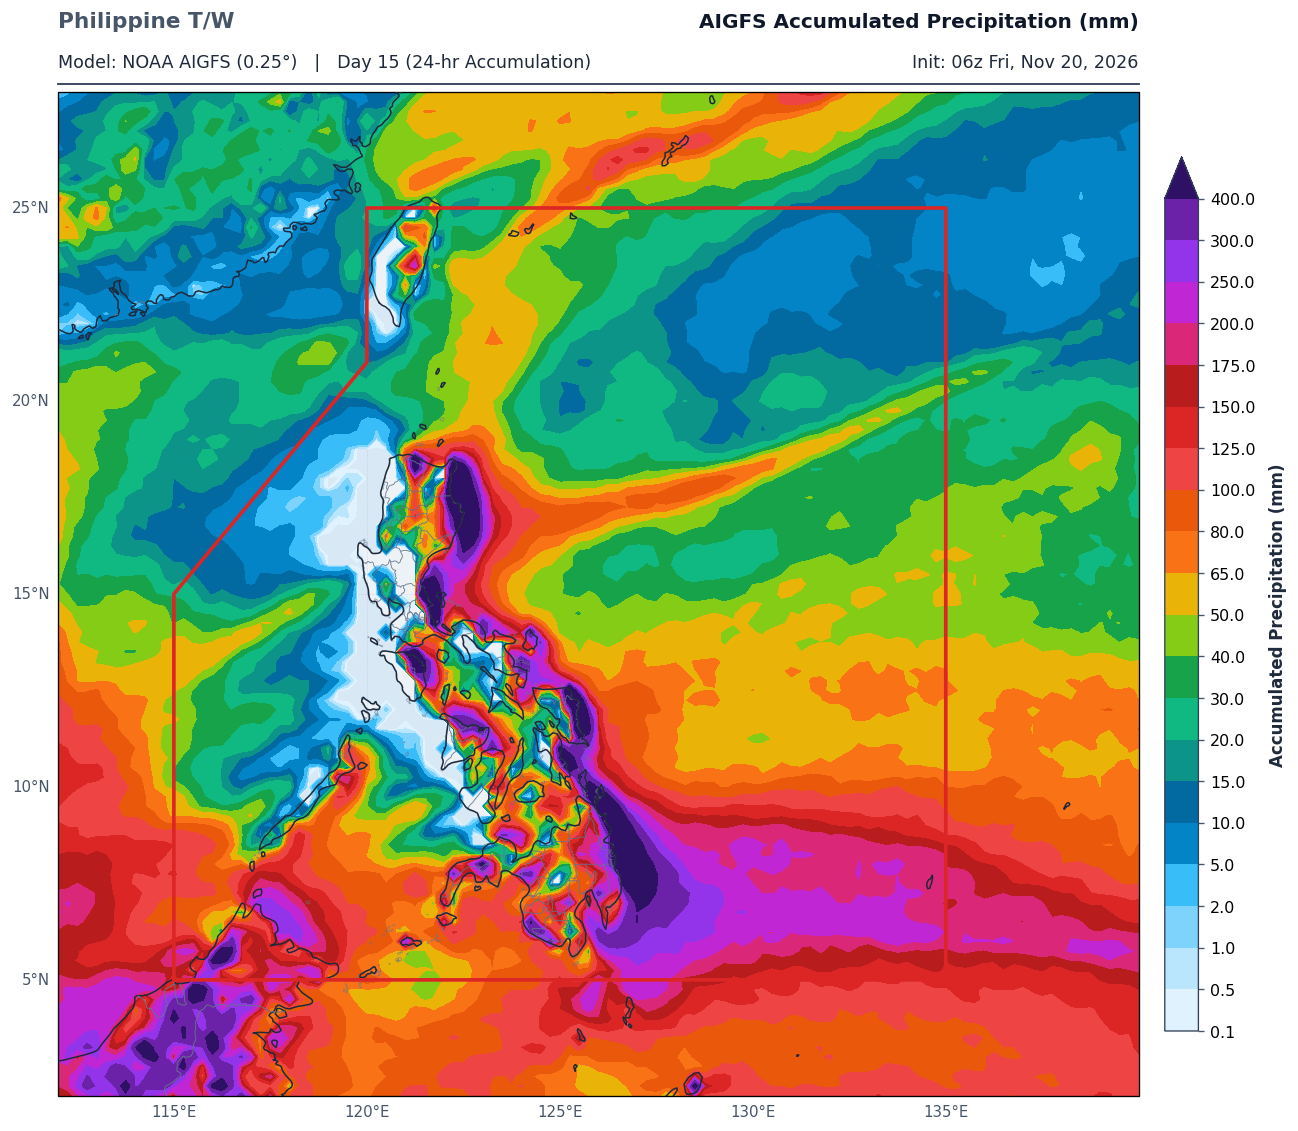 Philippine T/W
AIGFS Accumulated Precipitation (mm)
Model: NOAA AIGFS (0.25°)   |   Day 15 (24-hr Accumulation)
Init: 06z Fri, Nov 20, 2026
25°N
20°N
15°N
10°N
5°N
115°E
120°E
125°E
130°E
135°E
400.0
300.0
250.0
200.0
175.0
150.0
125.0
100.0
80.0
65.0
50.0
40.0
30.0
20.0
15.0
10.0
5.0
2.0
1.0
0.5
0.1
Accumulated Precipitation (mm)